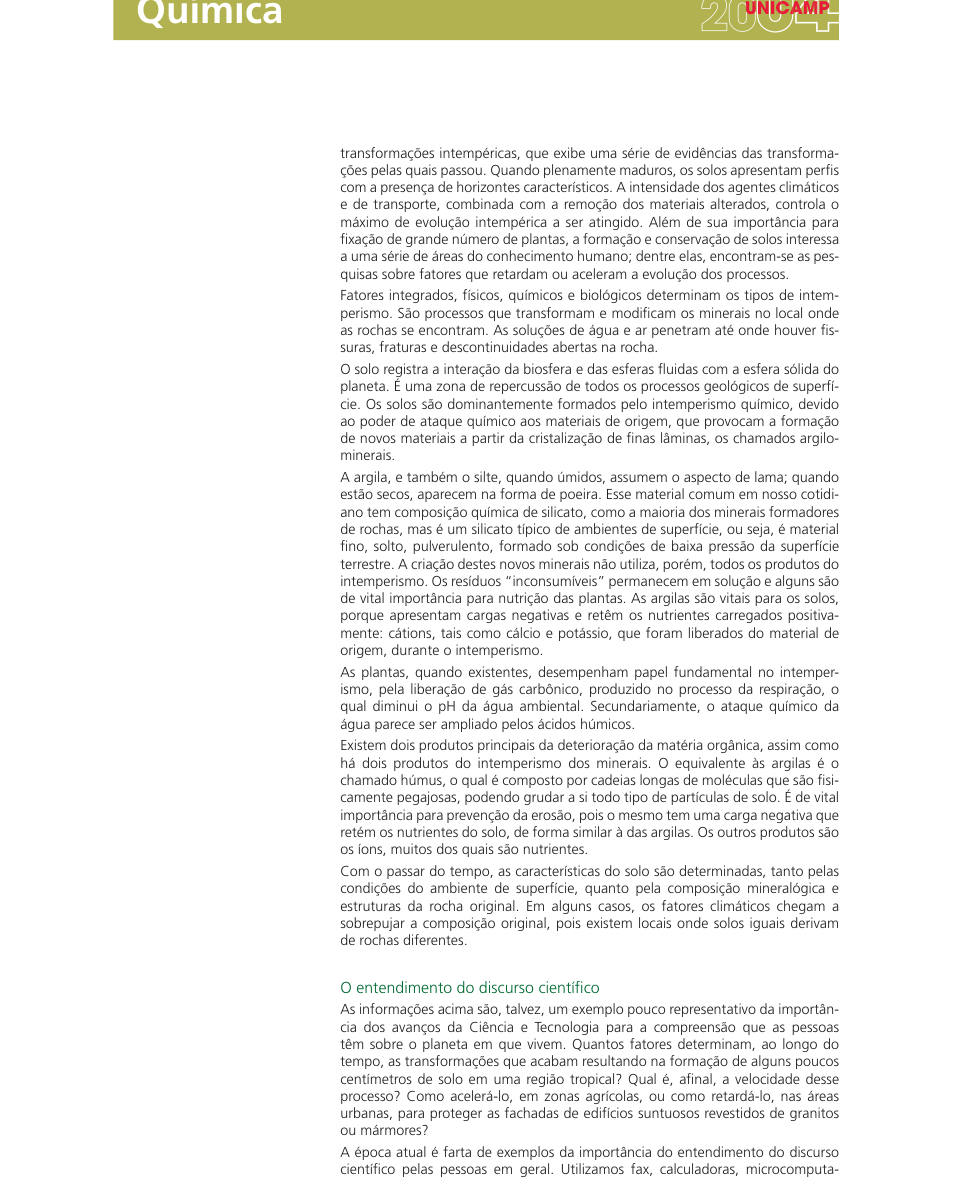 Química
2004
UNICAMP
transformações intempéricas, que exibe uma série de evidências das transforma-
ções pelas quais passou. Quando plenamente maduros, os solos apresentam perfis
com a presença de horizontes característicos. A intensidade dos agentes climáticos
e de transporte, combinada com a remoção dos materiais alterados, controla o
máximo de evolução intempérica a ser atingido. Além de sua importância para
fixação de grande número de plantas, a formação e conservação de solos interessa
a uma série de áreas do conhecimento humano; dentre elas, encontram-se as pes-
quisas sobre fatores que retardam ou aceleram a evolução dos processos.
Fatores integrados, físicos, químicos e biológicos determinam os tipos de intem-
perismo. São processos que transformam e modificam os minerais no local onde
as rochas se encontram. As soluções de água e ar penetram até onde houver fis-
suras, fraturas e descontinuidades abertas na rocha.
O solo registra a interação da biosfera e das esferas fluidas com a esfera sólida do
planeta. É uma zona de repercussão de todos os processos geológicos de superfí-
cie. Os solos são dominantemente formados pelo intemperismo químico, devido
ao poder de ataque químico aos materiais de origem, que provocam a formação
de novos materiais a partir da cristalização de finas lâminas, os chamados argilo-
minerais.
A argila, e também o silte, quando úmidos, assumem o aspecto de lama; quando
estão secos, aparecem na forma de poeira. Esse material comum em nosso cotidi-
ano tem composição química de silicato, como a maioria dos minerais formadores
de rochas, mas é um silicato típico de ambientes de superfície, ou seja, é material
fino, solto, pulverulento, formado sob condições de baixa pressão da superfície
terrestre. A criação destes novos minerais não utiliza, porém, todos os produtos do
intemperismo. Os resíduos “inconsumíveis” permanecem em solução e alguns são
de vital importância para nutrição das plantas. As argilas são vitais para os solos,
porque apresentam cargas negativas e retêm os nutrientes carregados positiva-
mente: cátions, tais como cálcio e potássio, que foram liberados do material de
origem, durante o intemperismo.
As plantas, quando existentes, desempenham papel fundamental no intemper-
ismo, pela liberação de gás carbônico, produzido no processo da respiração, o
qual diminui o pH da água ambiental. Secundariamente, o ataque químico da
água parece ser ampliado pelos ácidos húmicos.
Existem dois produtos principais da deterioração da matéria orgânica, assim como
há dois produtos do intemperismo dos minerais. O equivalente às argilas é o
chamado húmus, o qual é composto por cadeias longas de moléculas que são fisi-
camente pegajosas, podendo grudar a si todo tipo de partículas de solo. É de vital
importância para prevenção da erosão, pois o mesmo tem uma carga negativa que
retém os nutrientes do solo, de forma similar à das argilas. Os outros produtos são
os íons, muitos dos quais são nutrientes.
Com o passar do tempo, as características do solo são determinadas, tanto pelas
condições do ambiente de superfície, quanto pela composição mineralógica e
estruturas da rocha original. Em alguns casos, os fatores climáticos chegam a
sobrepujar a composição original, pois existem locais onde solos iguais derivam
de rochas diferentes.
O entendimento do discurso científico
As informações acima são, talvez, um exemplo pouco representativo da importân-
cia dos avanços da Ciência e Tecnologia para a compreensão que as pessoas
têm sobre o planeta em que vivem. Quantos fatores determinam, ao longo do
tempo, as transformações que acabam resultando na formação de alguns poucos
centímetros de solo em uma região tropical? Qual é, afinal, a velocidade desse
processo? Como acelerá-lo, em zonas agrícolas, ou como retardá-lo, nas áreas
urbanas, para proteger as fachadas de edifícios suntuosos revestidos de granitos
ou mármores?
A época atual é farta de exemplos da importância do entendimento do discurso
científico pelas pessoas em geral. Utilizamos fax, calculadoras, microcomputa-